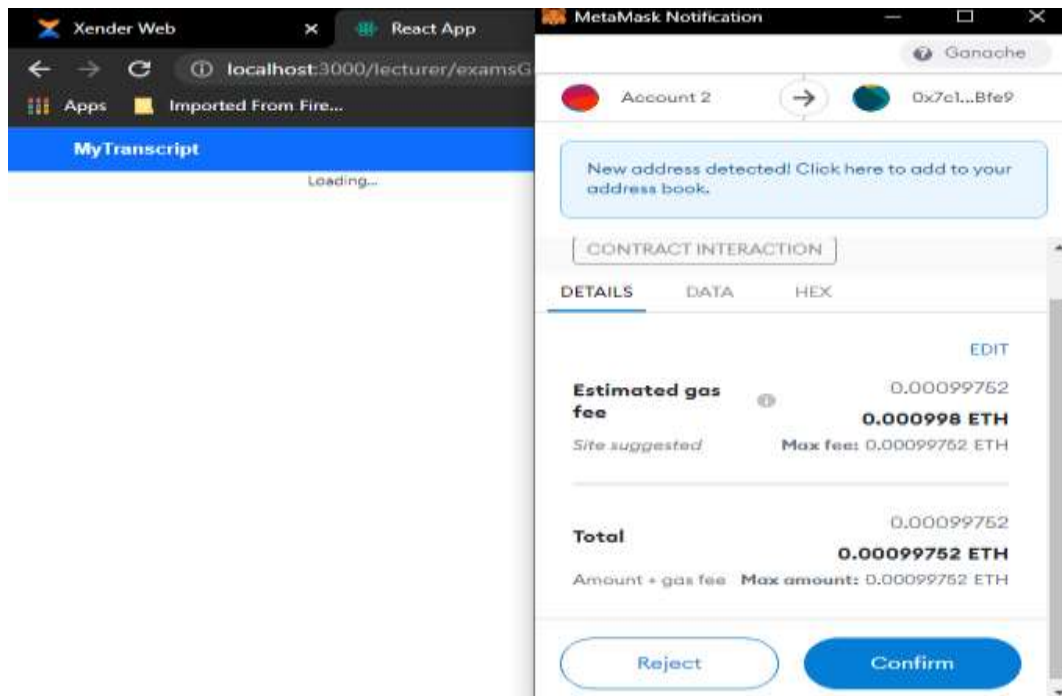 Xender Web
React App
localhost:3000/lecturer/examsG
Apps
Imported From Fire...
MyTranscript
Loading...
MetaMask Notification
Ganache
Account 2
0x7c1...Bfe9
New address detected! Click here to add to your
address book.
CONTRACT INTERACTION
DETAILS DATA HEX
EDIT
Estimated gas
fee
0.00099752
0.000998 ETH
Site suggested
Max fee: 0.00099752 ETH
Total
0.00099752
0.00099752 ETH
Amount + gas fee Max amount: 0.00099752 ETH
Reject
Confirm